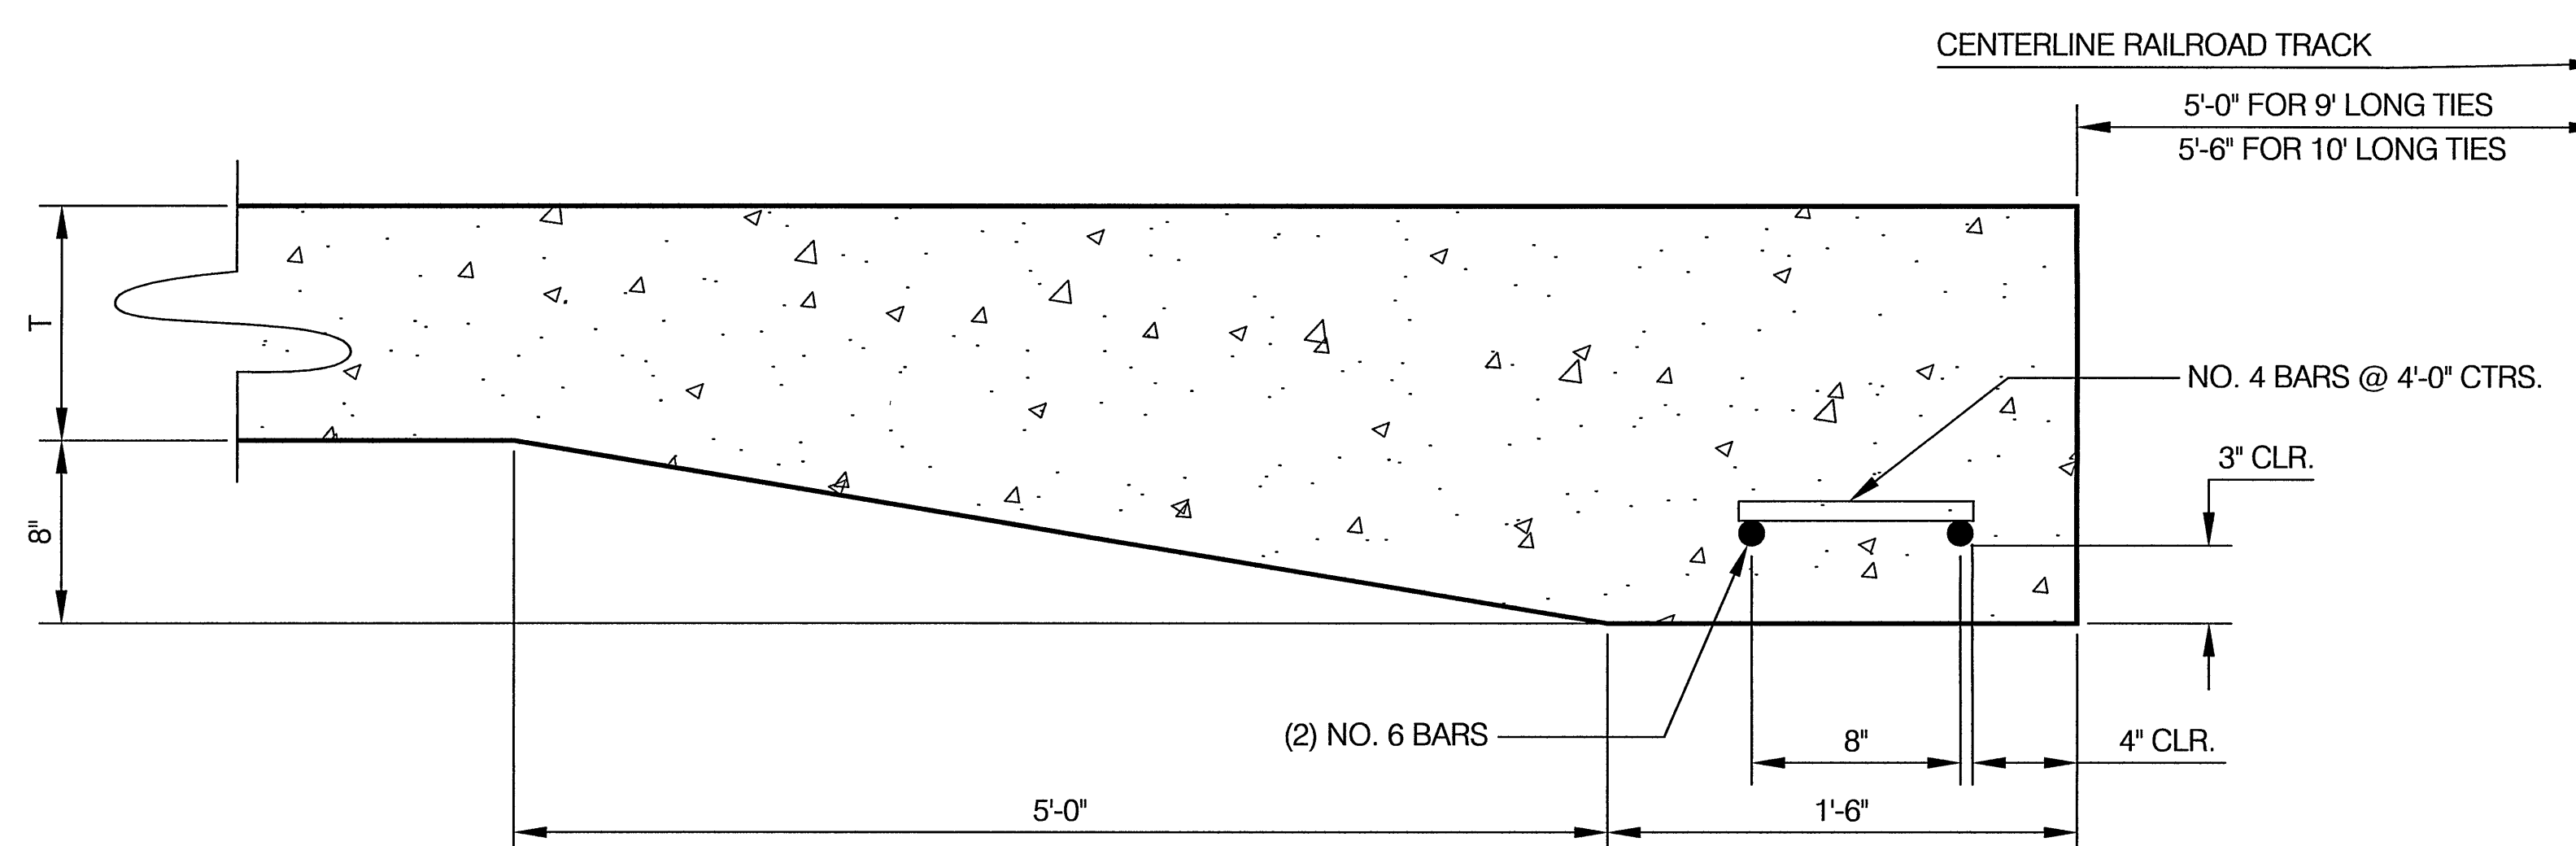 CENTERLINE RAILROAD TRACK
5'-0" FOR 9' LONG TIES
5'-6" FOR 10' LONG TIES
T
NO. 4 BARS @ 4'-0" CTRS.
3" CLR.
8"
(2) NO. 6 BARS
8"
4" CLR.
5'-0"
1'-6"